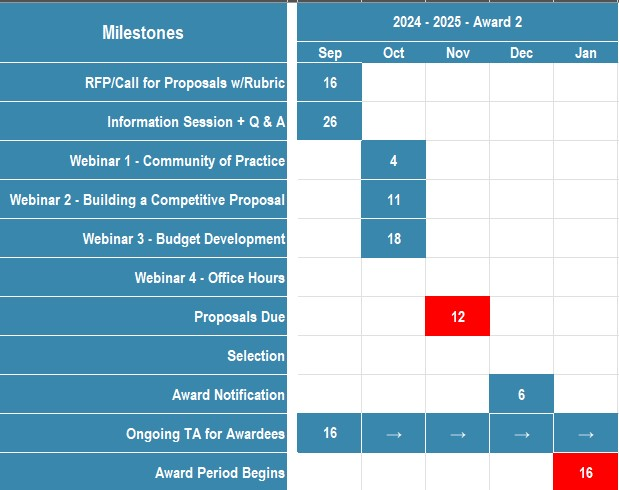 Milestones
2024 - 2025 - Award 2
Sep Oct Nov Dec Jan
RFP/Call for Proposals w/Rubric 16
Information Session + Q & A 26
Webinar 1 - Community of Practice 4
Webinar 2 - Building a Competitive Proposal 11
Webinar 3 - Budget Development 18
Webinar 4 - Office Hours
Proposals Due 12
Selection
Award Notification 6
Ongoing TA for Awardees 16 → → → →
Award Period Begins 16